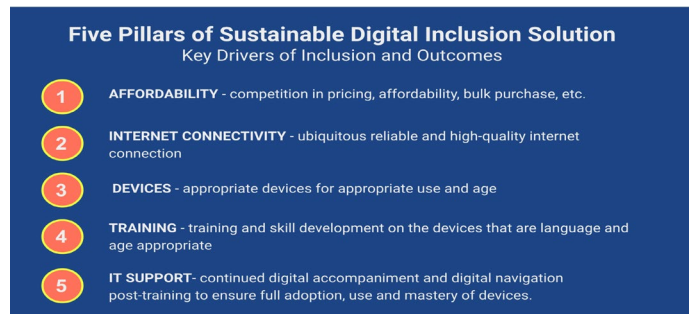 Five Pillars of Sustainable Digital Inclusion Solution
Key Drivers of Inclusion and Outcomes
1 AFFORDABILITY - competition in pricing, affordability, bulk purchase, etc.
2 INTERNET CONNECTIVITY - ubiquitous reliable and high-quality internet
connection
3 DEVICES - appropriate devices for appropriate use and age
4 TRAINING - training and skill development on the devices that are language and
age appropriate
5 IT SUPPORT- continued digital accompaniment and digital navigation
post-training to ensure full adoption, use and mastery of devices.